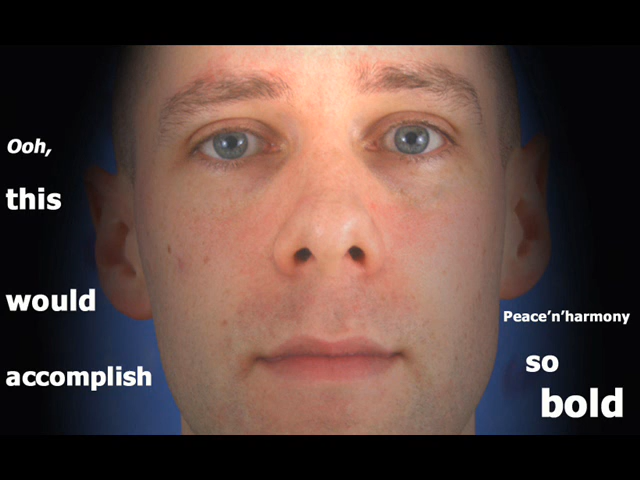 Ooh,
this
would
accomplish
Peace'n'harmony
so
bold